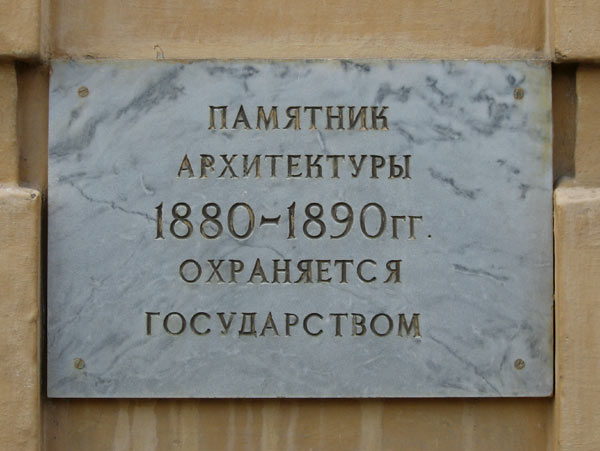 ПАМЯТНИК
АРХИТЕКТУРЫ
1880-1890гг.
ОХРАНЯЕТСЯ
ГОСУДАРСТВОМ